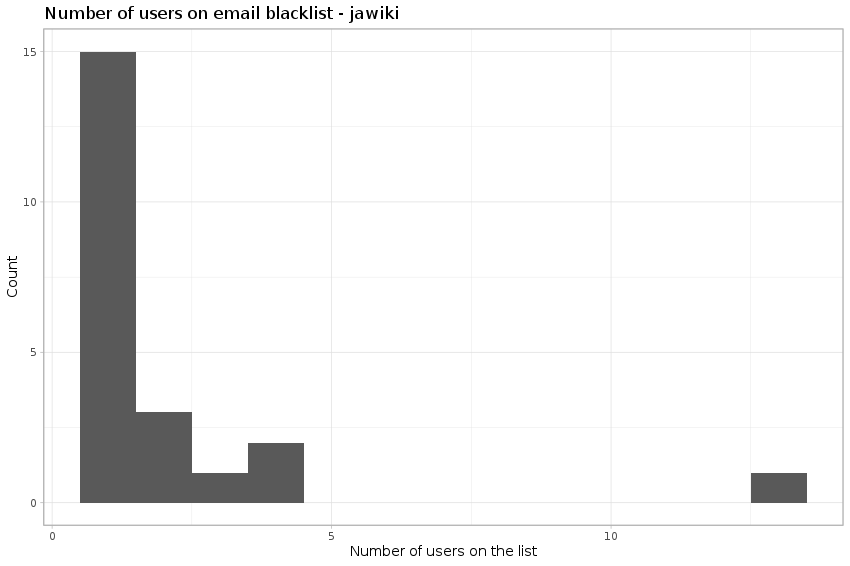 Number of users on email blacklist - jawiki
15
10
5
0
Count
0 5 10
Number of users on the list